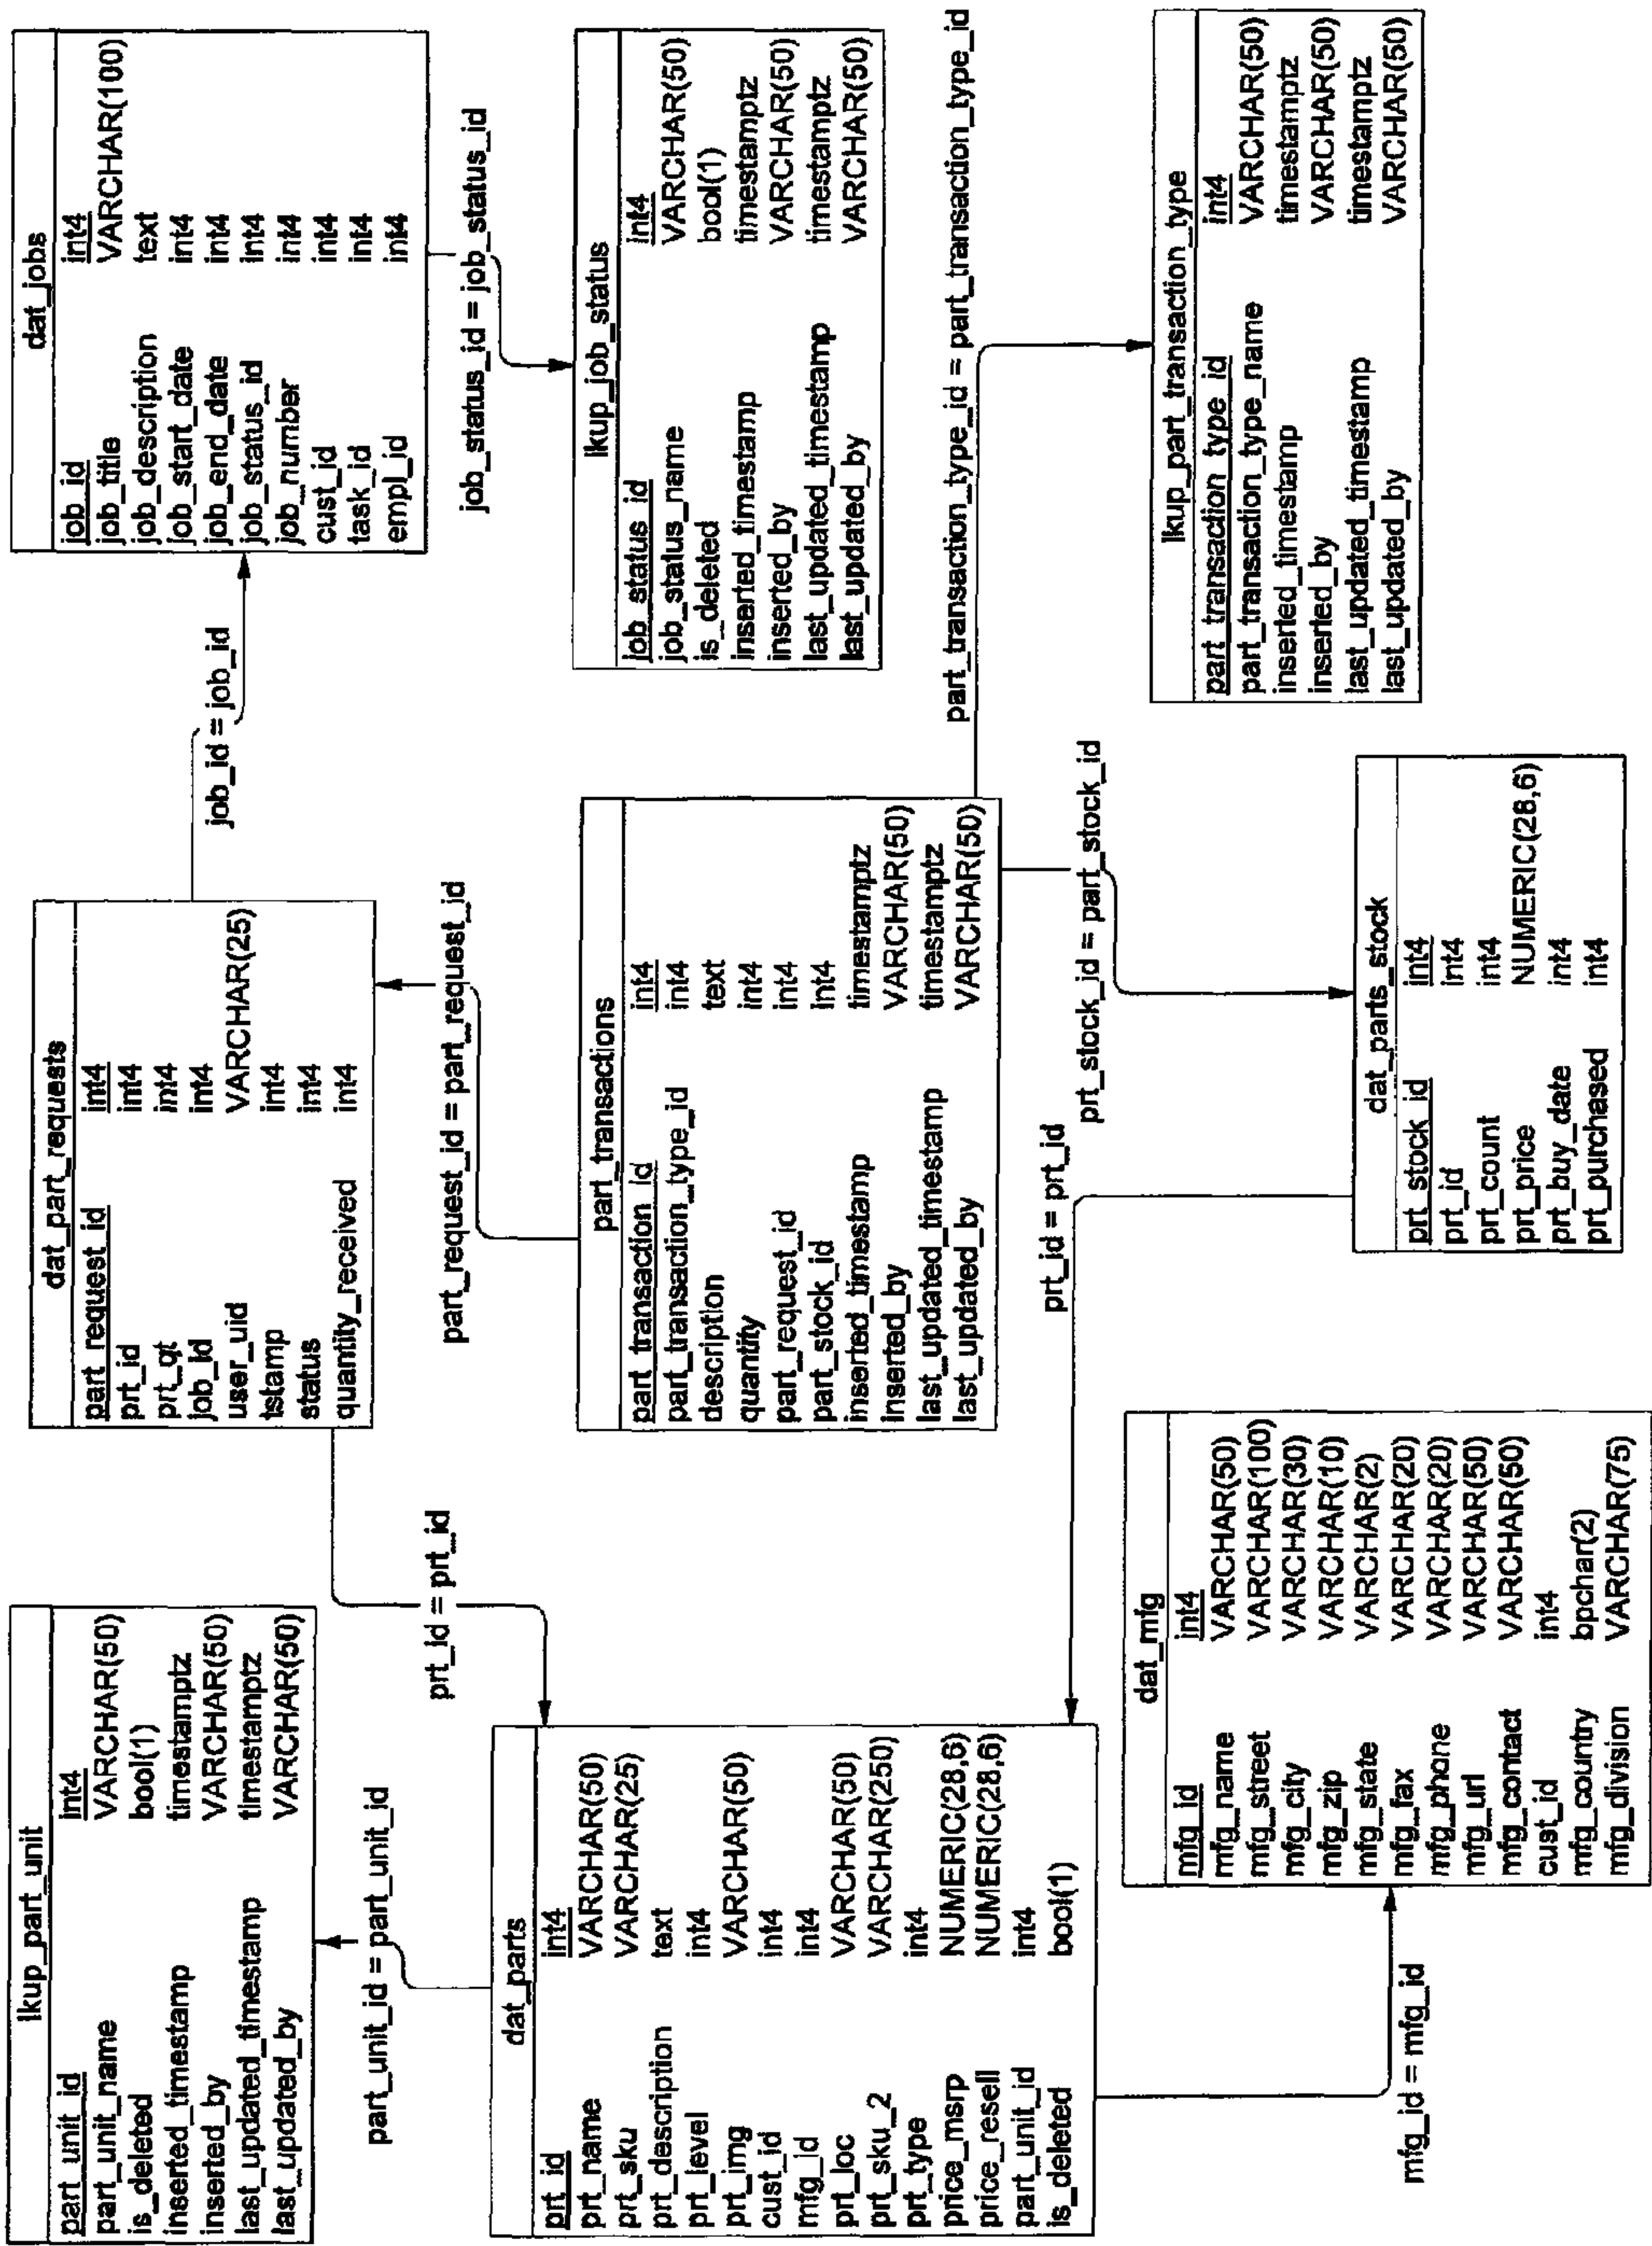 lkup_part_unit
part_unit_id int4
part_unit_name VARCHAR(50)
is_deleted bool(1)
inserted_timestamp timestamptz
inserted_by VARCHAR(50)
last_updated_timestamp timestamptz
last_updated_by VARCHAR(50)
dat_part_requests
part_request_id int4
prt_id int4
prt_qt int4
job_id int4
user_uid VARCHAR(25)
tstamp int4
status int4
quantity_received int4
job_id = job_id
dat_jobs
job_id int4
job_title VARCHAR(100)
job_description text
job_start_date int4
job_end_date int4
job_status_id int4
job_number int4
cust_id int4
task_id int4
empl_id int4
part_unit_id = part_unit_id
prt_id = prt_id
part_request_id = part_request_id
job_status_id = job_status_id
dat_parts
prt_id int4
prt_name VARCHAR(50)
prt_sku VARCHAR(25)
prt_description text
prt_level int4
prt_img VARCHAR(50)
cust_id int4
mfg_id int4
prt_loc VARCHAR(50)
prt_sku_2 VARCHAR(250)
prt_type int4
price_msrp NUMERIC(28,6)
price_resell NUMERIC(28,6)
part_unit_id int4
is_deleted bool(1)
part_transactions
part_transaction_id int4
part_transaction_type_id int4
description text
quantity int4
part_request_id int4
part_stock_id int4
inserted_timestamp timestamptz
inserted_by VARCHAR(50)
last_updated_timestamp timestamptz
last_updated_by VARCHAR(50)
lkup_job_status
job_status_id int4
job_status_name VARCHAR(50)
is_deleted bool(1)
inserted_timestamp timestamptz
inserted_by VARCHAR(50)
last_updated_timestamp timestamptz
last_updated_by VARCHAR(50)
part_transaction_type_id = part_transaction_type_id
prt_id = prt_id
prt_stock_id = part_stock_id
dat_mfg
mfg_id int4
mfg_name VARCHAR(50)
mfg_street VARCHAR(100)
mfg_city VARCHAR(30)
mfg_zip VARCHAR(10)
mfg_state VARCHAR(2)
mfg_fax VARCHAR(20)
mfg_phone VARCHAR(20)
mfg_url VARCHAR(50)
mfg_contact VARCHAR(50)
cust_id int4
mfg_country bpchar(2)
mfg_division VARCHAR(75)
mfg_id = mfg_id
dat_parts_stock
prt_stock_id int4
prt_id int4
prt_count int4
prt_price NUMERIC(28,6)
prt_buy_date int4
prt_purchased int4
lkup_part_transaction_type
part_transaction_type_id int4
part_transaction_type_name VARCHAR(50)
inserted_timestamp timestamptz
inserted_by VARCHAR(50)
last_updated_timestamp timestamptz
last_updated_by VARCHAR(50)